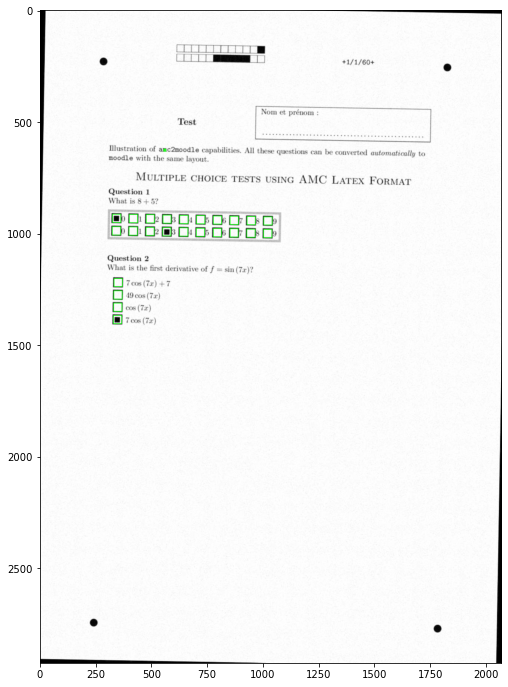 0
500
1000
1500
2000
2500
0
250
500
750
1000
1250
1500
1750
2000
+1/1/60+
Test
Nom et prénom :
Illustration of amc2moodle capabilities. All these questions can be converted automatically to
moodle with the same layout.
Multiple choice tests using AMC Latex Format
Question 1
What is 8 + 5?
0 1 2 3 4 5 6 7 8 9
0 1 2 3 4 5 6 7 8 9
Question 2
What is the first derivative of f = sin (7x)?
7 cos (7x) + 7
49 cos (7x)
cos (7x)
7 cos (7x)